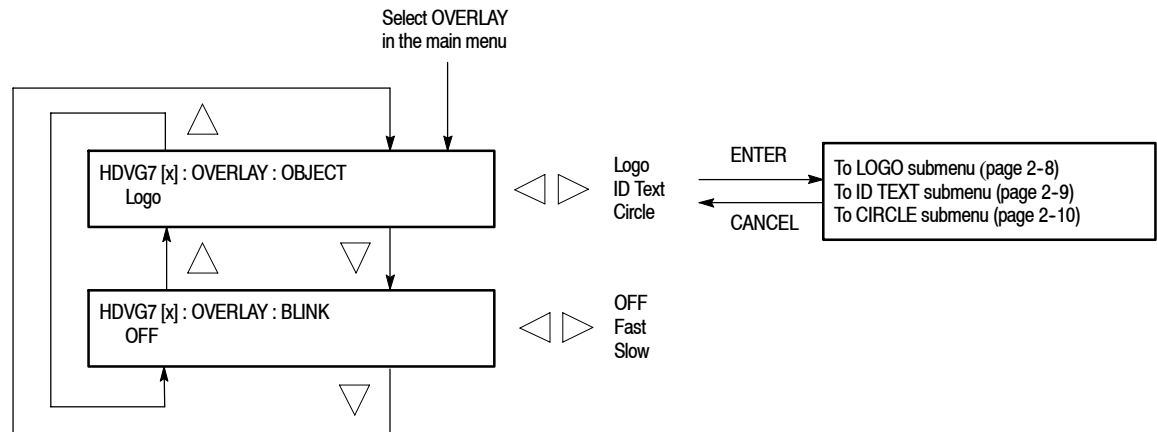 Select OVERLAY
in the main menu
HDVG7 [x] : OVERLAY : OBJECT
Logo
Logo
ID Text
Circle
ENTER
CANCEL
To LOGO submenu (page 2-8)
To ID TEXT submenu (page 2-9)
To CIRCLE submenu (page 2-10)
HDVG7 [x] : OVERLAY : BLINK
OFF
OFF
Fast
Slow